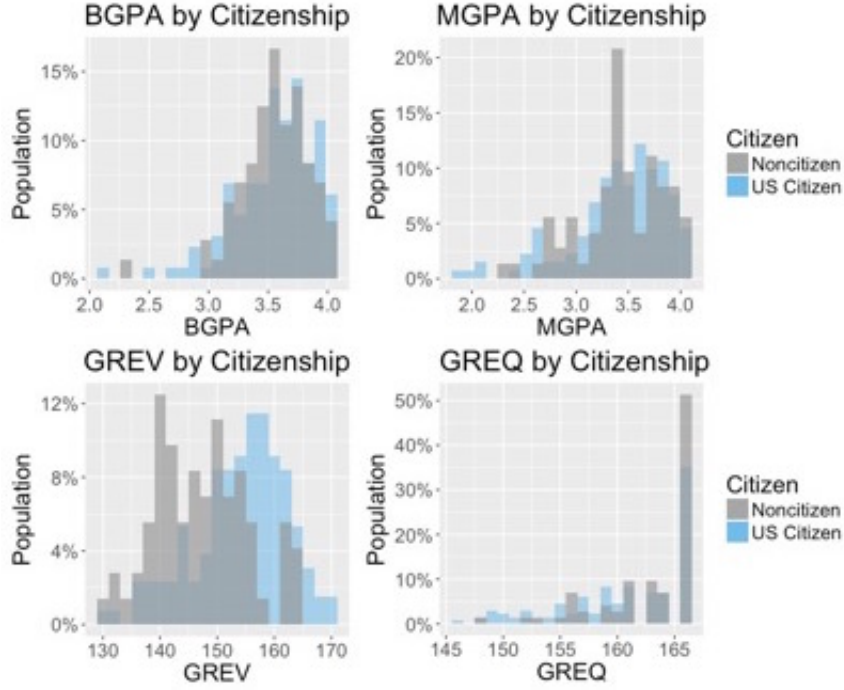 BGPA by Citizenship
15%
10%
5%
0%
Population
2.0 2.5 3.0 3.5 4.0
BGPA
MGPA by Citizenship
20%
15%
10%
5%
0%
Population
2.0 2.5 3.0 3.5 4.0
MGPA
Citizen
Noncitizen
US Citizen
GREV by Citizenship
12%
8%
4%
0%
Population
130 140 150 160 170
GREV
GREQ by Citizenship
50%
40%
30%
20%
10%
0%
Population
145 150 155 160 165
GREQ
Citizen
Noncitizen
US Citizen